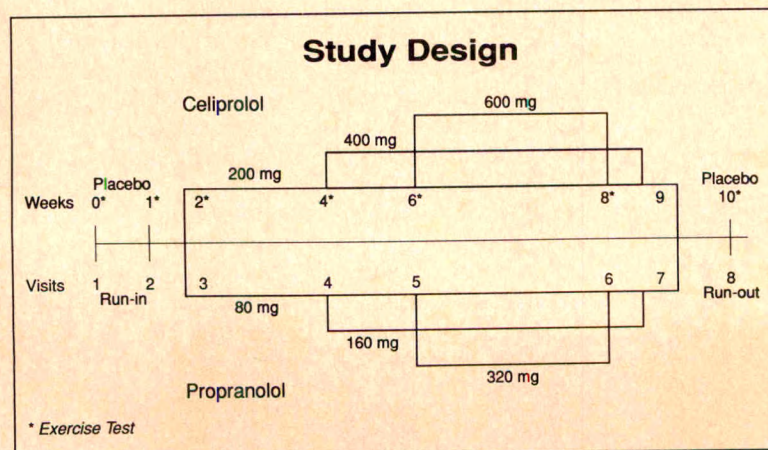 Study Design
Celiprolol
600 mg
400 mg
200 mg
Placebo
Placebo
Weeks 0* 1* 2* 4* 6* 8* 9 10*
Visits 1 2 3 4 5 6 7 8
Run-in
Run-out
80 mg
160 mg
320 mg
Propranolol
* Exercise Test